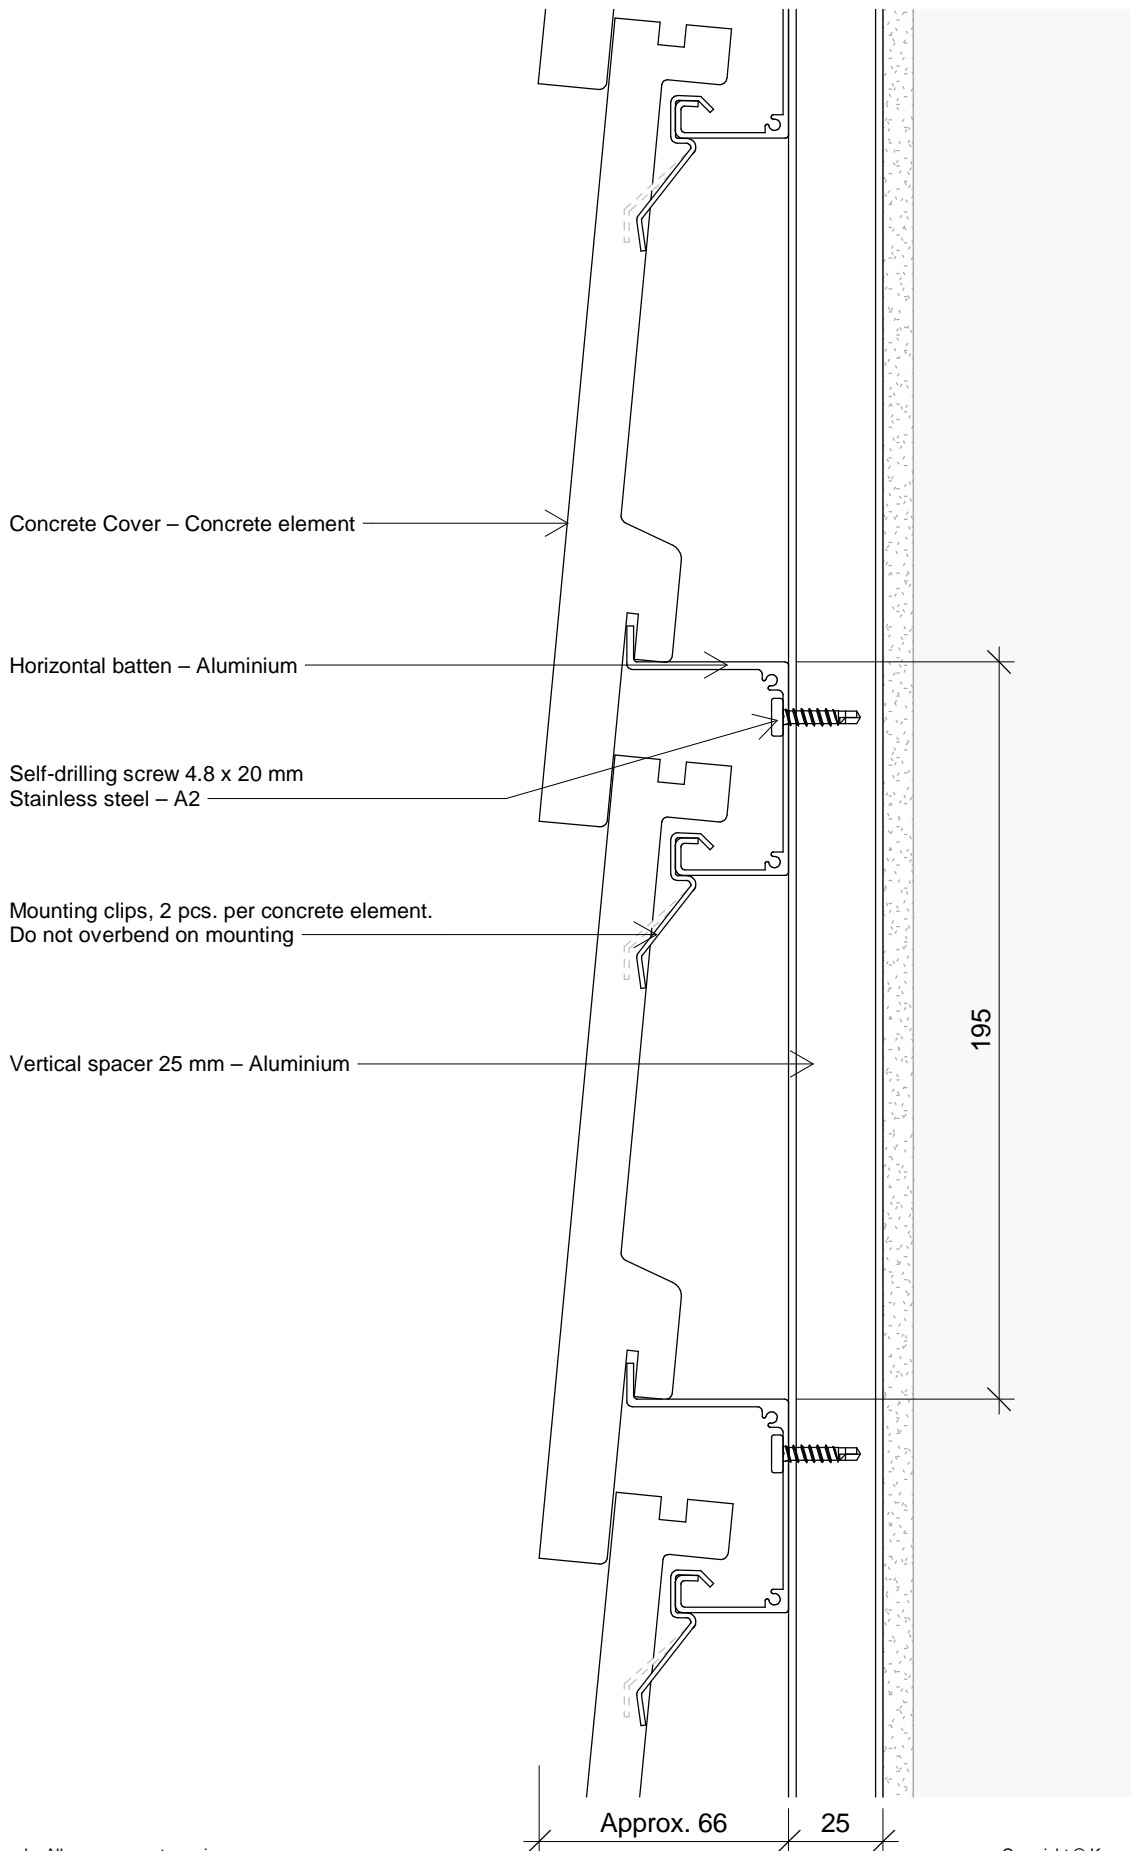 Concrete Cover – Concrete element
Horizontal batten – Aluminium
Self-drilling screw 4.8 x 20 mm
Stainless steel – A2
Mounting clips, 2 pcs. per concrete element.
Do not overbend on mounting
195
Vertical spacer 25 mm – Aluminium
Approx. 66
25